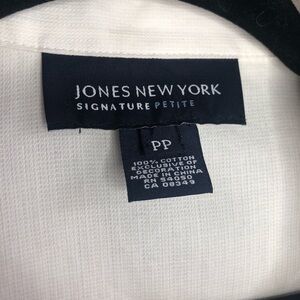 JONES NEW YORK
SIGNATURE PETITE
PP
100% COTTON
EXCLUSIVE OF
DECORATION
MADE IN CHINA
RN 54050
CA 08349